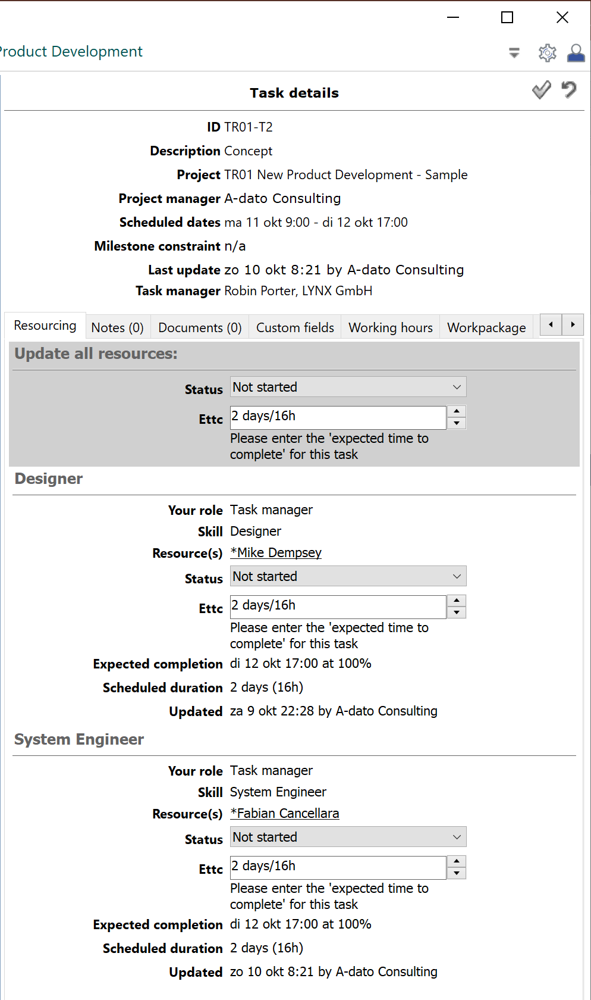 Product Development
Task details
ID TR01-T2
Description Concept
Project TR01 New Product Development - Sample
Project manager A-dato Consulting
Scheduled dates ma 11 okt 9:00 - di 12 okt 17:00
Milestone constraint n/a
Last update zo 10 okt 8:21 by A-dato Consulting
Task manager Robin Porter, LYNX GmbH
Resourcing Notes (0) Documents (0) Custom fields Working hours Workpackage
Update all resources:
Status Not started
Ettc 2 days/16h
Please enter the 'expected time to
complete' for this task
Designer
Your role Task manager
Skill Designer
Resource(s) *Mike Dempsey
Status Not started
Ettc 2 days/16h
Please enter the 'expected time to
complete' for this task
Expected completion di 12 okt 17:00 at 100%
Scheduled duration 2 days (16h)
Updated za 9 okt 22:28 by A-dato Consulting
System Engineer
Your role Task manager
Skill System Engineer
Resource(s) *Fabian Cancellara
Status Not started
Ettc 2 days/16h
Please enter the 'expected time to
complete' for this task
Expected completion di 12 okt 17:00 at 100%
Scheduled duration 2 days (16h)
Updated zo 10 okt 8:21 by A-dato Consulting